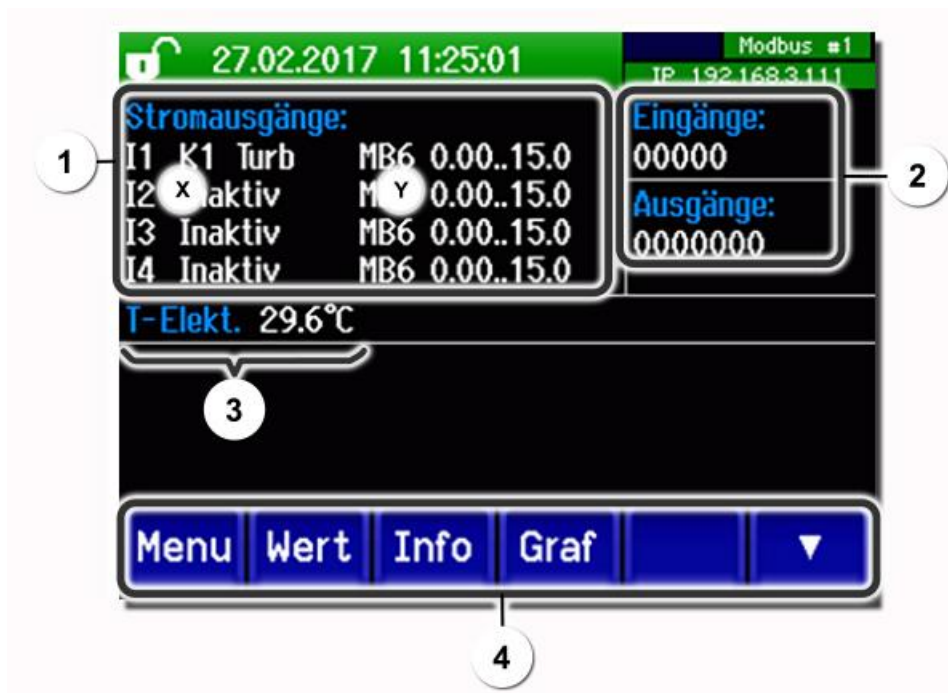 27.02.2017 11:25:01
Modbus #1
IP 192.168.3.111
Stromausgänge:
I1 K1 Turb MB6 0.00..15.0
I2 0.00..15.0
I3 Inaktiv MB6 0.00..15.0
I4 Inaktiv MB6 0.00..15.0
X
Y
Eingänge:
00000
Ausgänge:
0000000
T-Elekt. 29.6°C
1
2
3
Menu Wert Info Graf
4